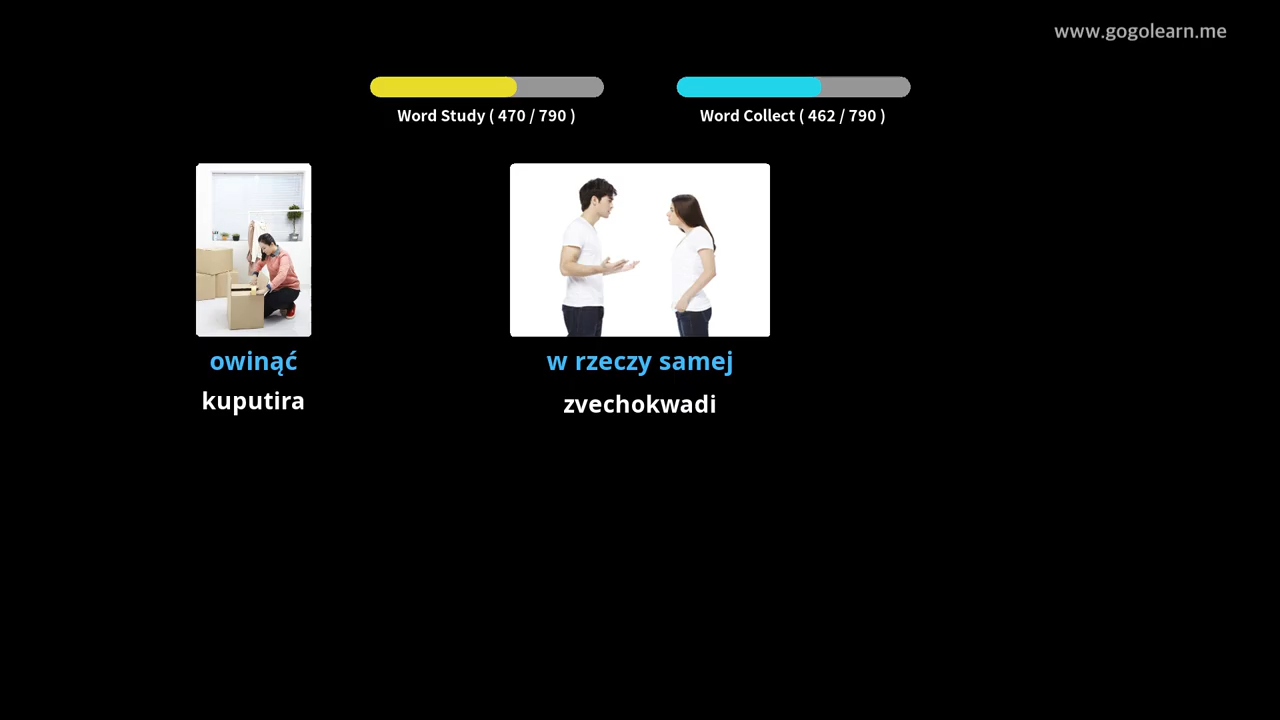 www.gogolearn.me
Word Study ( 470 / 790 )
Word Collect ( 462 / 790 )
owinąć
kuputira
w rzeczy samej
zvechokwadi